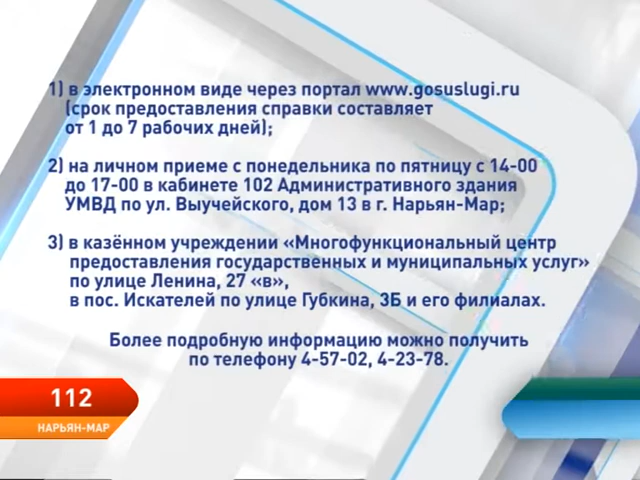 1) в электронном виде через портал www.gosuslugi.ru
(срок предоставления справки составляет
от 1 до 7 рабочих дней);
2) на личном приеме с понедельника по пятницу с 14-00
до 17-00 в кабинете 102 Административного здания
УМВД по ул. Выучейского, дом 13 в г. Нарьян-Мар;
3) в казённом учреждении «Многофункциональный центр
предоставления государственных и муниципальных услуг»
по улице Ленина, 27 «в»,
в пос. Искателей по улице Губкина, 3Б и его филиалах.
Более подробную информацию можно получить
по телефону 4-57-02, 4-23-78.
112
НАРЬЯН-МАР